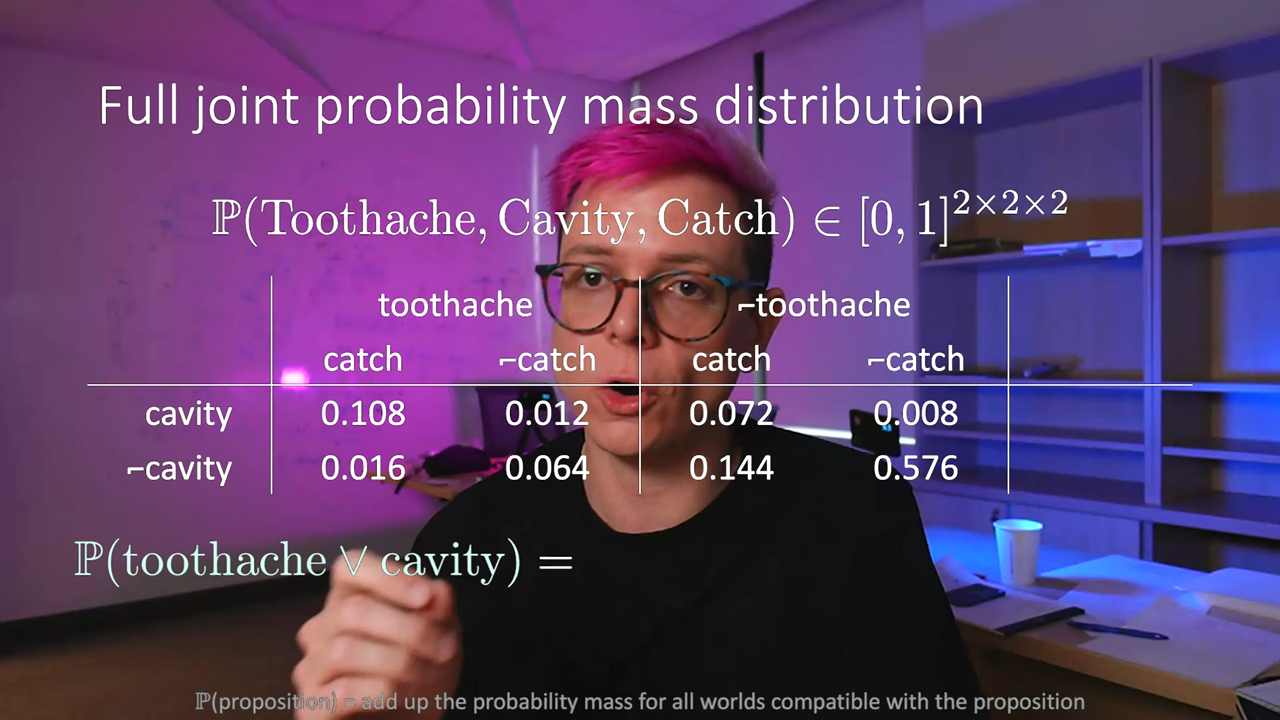 Full joint probability mass distribution
ℙ(Toothache, Cavity, Catch) ∈ [0, 1]^{2×2×2}
toothache ¬toothache
catch ¬catch catch ¬catch
cavity 0.108 0.012 0.072 0.008
¬cavity 0.016 0.064 0.144 0.576
ℙ(toothache ∨ cavity) =
ℙ(proposition) = add up the probability mass for all worlds compatible with the proposition